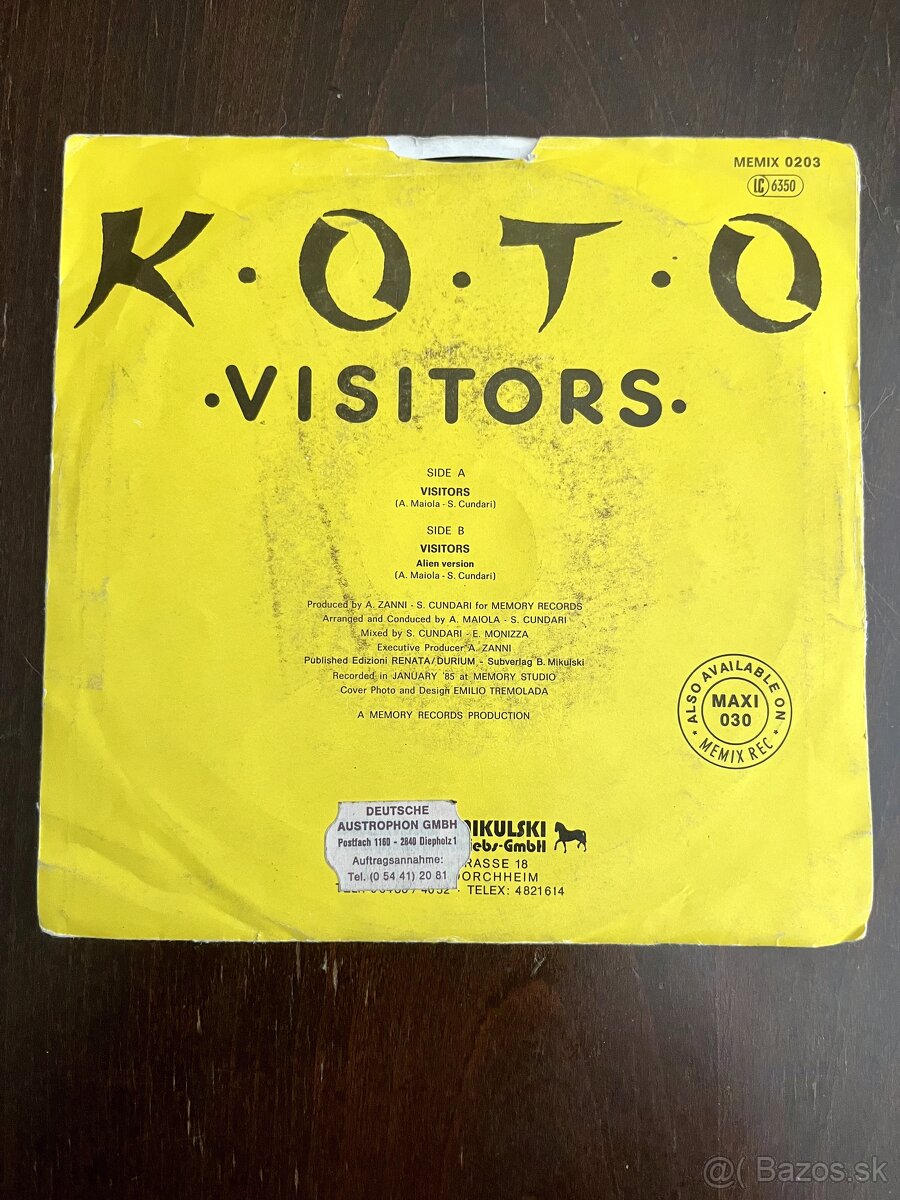 MEMIX 0203
LC 6350
K·O·T·O
·VISITORS·
SIDE A
VISITORS
(A. Maiola - S. Cundari)
SIDE B
VISITORS
Alien version
(A. Maiola - S. Cundari)
Produced by A. ZANNI - S. CUNDARI for MEMORY RECORDS
Arranged and Conduced by A. MAIOLA - S. CUNDARI
Mixed by S. CUNDARI - E. MONIZZA
Executive Producer A. ZANNI
Published Edizioni RENATA/DURIUM - Subverlag B. Mikulski
Recorded in JANUARY '85 at MEMORY STUDIO
Cover Photo and Design EMILIO TREMOLADA
A MEMORY RECORDS PRODUCTION
★ ALSO AVAILABLE ON ★
MAXI
030
MEMIX REC
DEUTSCHE
AUSTROPHON GMBH
Postfach 1160 - 2840 Diepholz 1
Auftragsannahme:
Tel. (0 54 41) 20 81
MIKULSKI
iebs-GmbH
RASSE 18
ORCHHEIM
· TELEX: 4821614
@( Bazos.sk